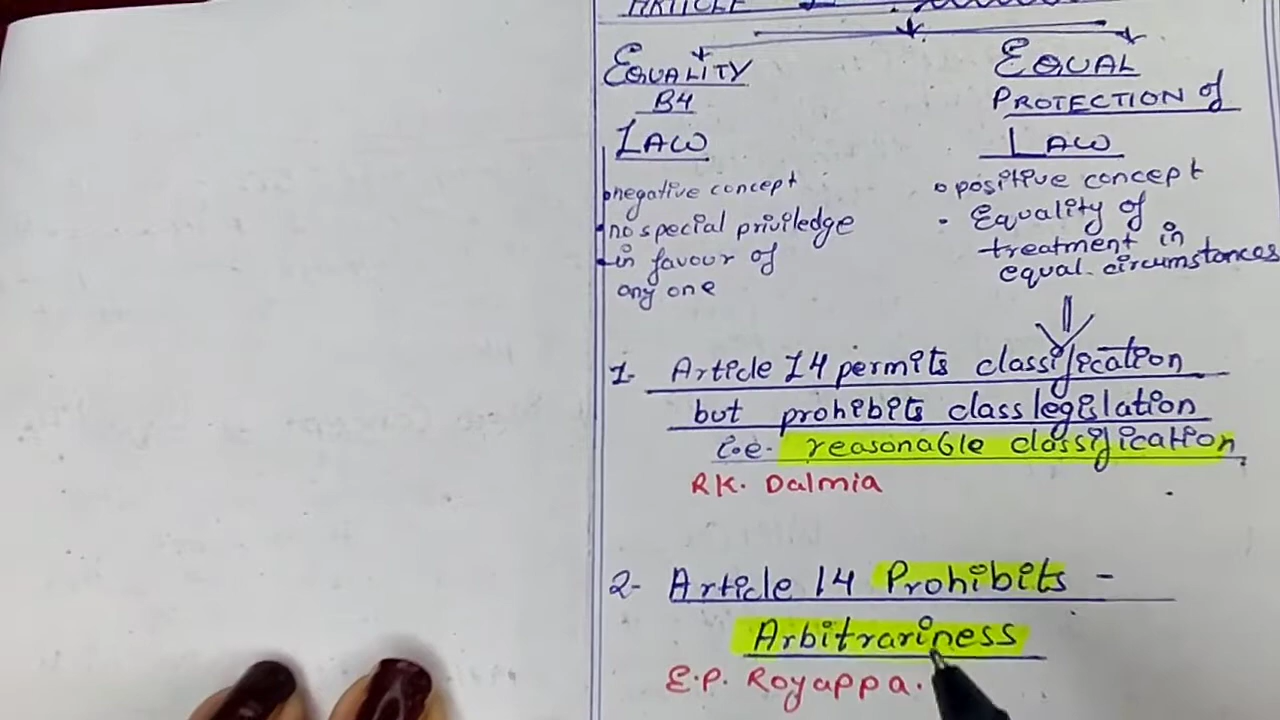 ARTICLE
EQUALITY
B4
LAW
negative concept
no special priviledge
in favour of
any one
EQUAL
PROTECTION of
LAW
positive concept
Equality of
treatment in
equal circumstances
1- Article 14 permits classification
but prohibits class legislation
i.e. reasonable classification
RK. Dalmia
2- Article 14 Prohibits -
Arbitrariness
E.P. Royappa.